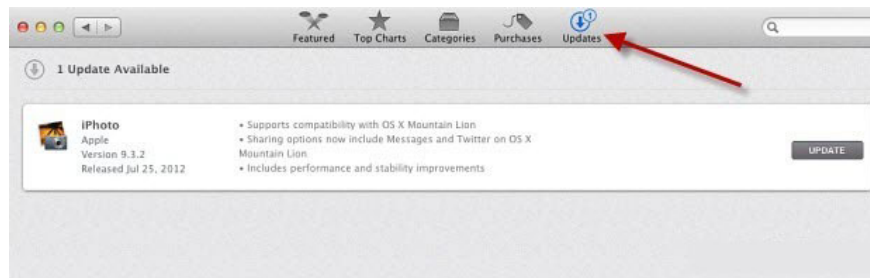 Featured Top Charts Categories Purchases Updates 1
1 Update Available
iPhoto
Apple
Version 9.3.2
Released Jul 25, 2012
• Supports compatibility with OS X Mountain Lion
• Sharing options now include Messages and Twitter on OS X
Mountain Lion
• Includes performance and stability improvements
UPDATE